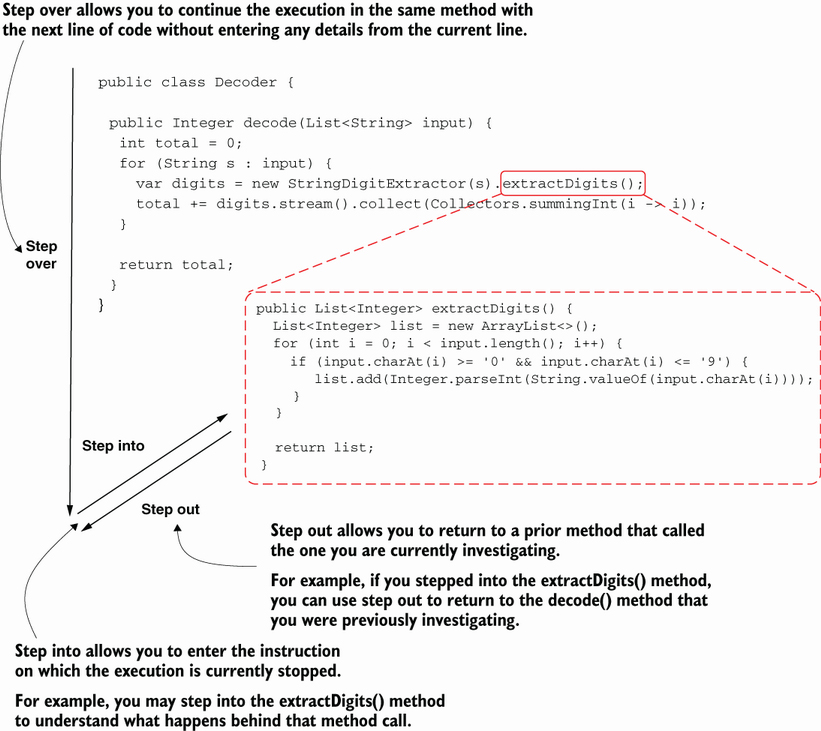 Step over allows you to continue the execution in the same method with
the next line of code without entering any details from the current line.
public class Decoder {
public Integer decode(List<String> input) {
int total = 0;
for (String s : input) {
var digits = new StringDigitExtractor(s).extractDigits();
total += digits.stream().collect(Collectors.summingInt(i -> i));
}
return total;
}
}
Step
over
public List<Integer> extractDigits() {
List<Integer> list = new ArrayList<>();
for (int i = 0; i < input.length(); i++) {
if (input.charAt(i) >= '0' && input.charAt(i) <= '9') {
list.add(Integer.parseInt(String.valueOf(input.charAt(i))));
}
}
return list;
}
Step into
Step out
Step out allows you to return to a prior method that called
the one you are currently investigating.
For example, if you stepped into the extractDigits() method,
you can use step out to return to the decode() method that
you were previously investigating.
Step into allows you to enter the instruction
on which the execution is currently stopped.
For example, you may step into the extractDigits() method
to understand what happens behind that method call.